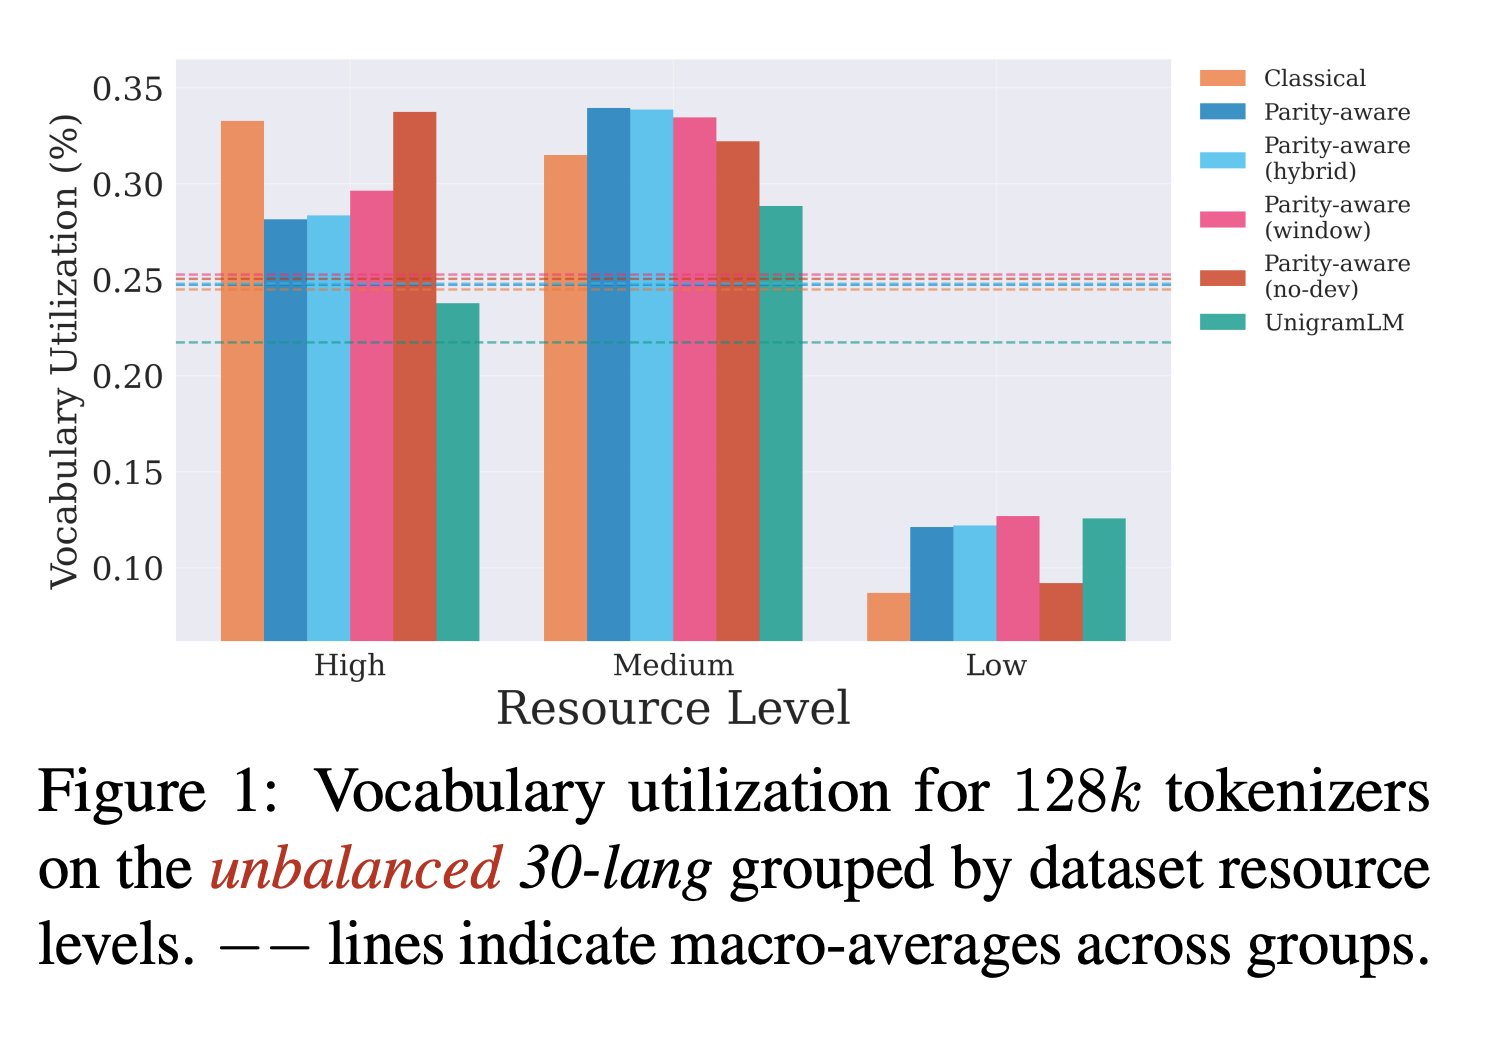 0.35
0.30
0.25
0.20
0.15
0.10
Vocabulary Utilization (%)
High
Medium
Low
Resource Level
Classical
Parity-aware
Parity-aware
(hybrid)
Parity-aware
(window)
Parity-aware
(no-dev)
UnigramLM
Figure 1: Vocabulary utilization for 128k tokenizers
on the unbalanced 30-lang grouped by dataset resource
levels. −− lines indicate macro-averages across groups.